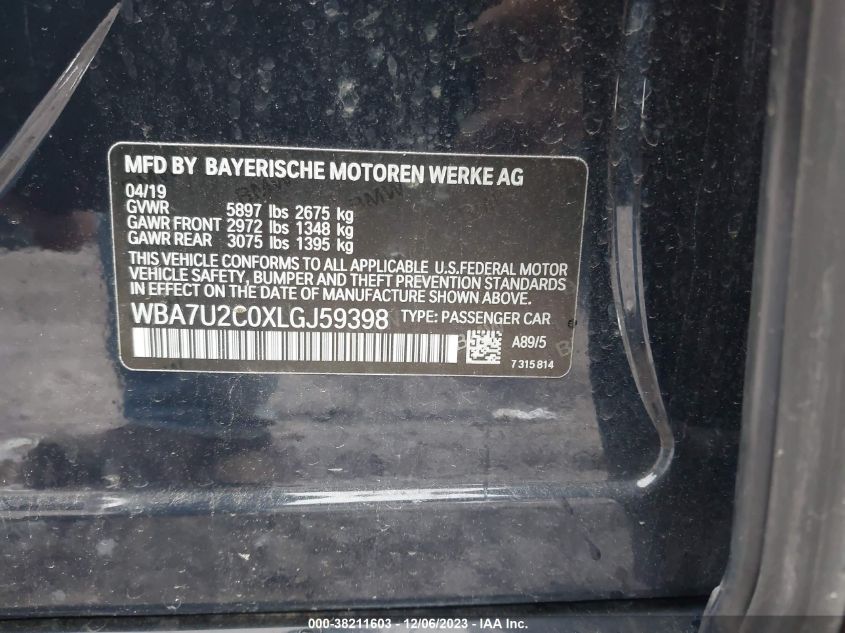 MFD BY BAYERISCHE MOTOREN WERKE AG
04/19
GVWR 5897 lbs 2675 kg
GAWR FRONT 2972 lbs 1348 kg
GAWR REAR 3075 lbs 1395 kg
THIS VEHICLE CONFORMS TO ALL APPLICABLE U.S.FEDERAL MOTOR
VEHICLE SAFETY, BUMPER AND THEFT PREVENTION STANDARDS
IN EFFECT ON THE DATE OF MANUFACTURE SHOWN ABOVE.
WBA7U2C0XLGJ59398 TYPE: PASSENGER CAR
A89/5
7 315 814
000-38211603 - 12/06/2023 - © IAA, Inc.